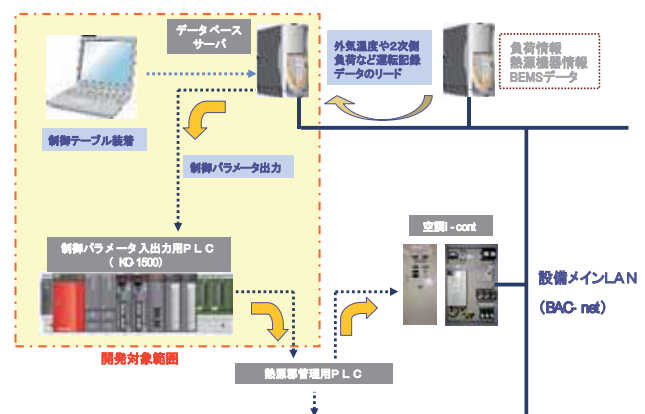 データベース
サーバ
外気温度や2次側
負荷など運転記録
データのリード
負荷情報
熱源機器情報
BEMSデータ
制御テーブル装着
制御パラメータ出力
制御パラメータ入出力用PLC
( KO-1500)
空調I-cont
設備メインLAN
(BAC-net)
開発対象範囲
熱源部管理用PLC